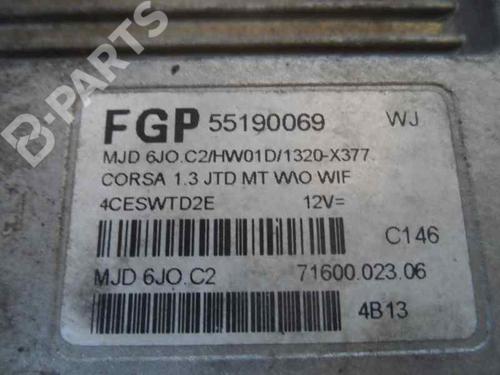 B-PARTS
FGP 55190069 WJ
MJD 6JO.C2/HW01D/1320-X377
CORSA 1.3 JTD MT W\O WIF
4CESWTD2E 12V=
C146
MJD 6JO.C2 71600.023.06
4B13